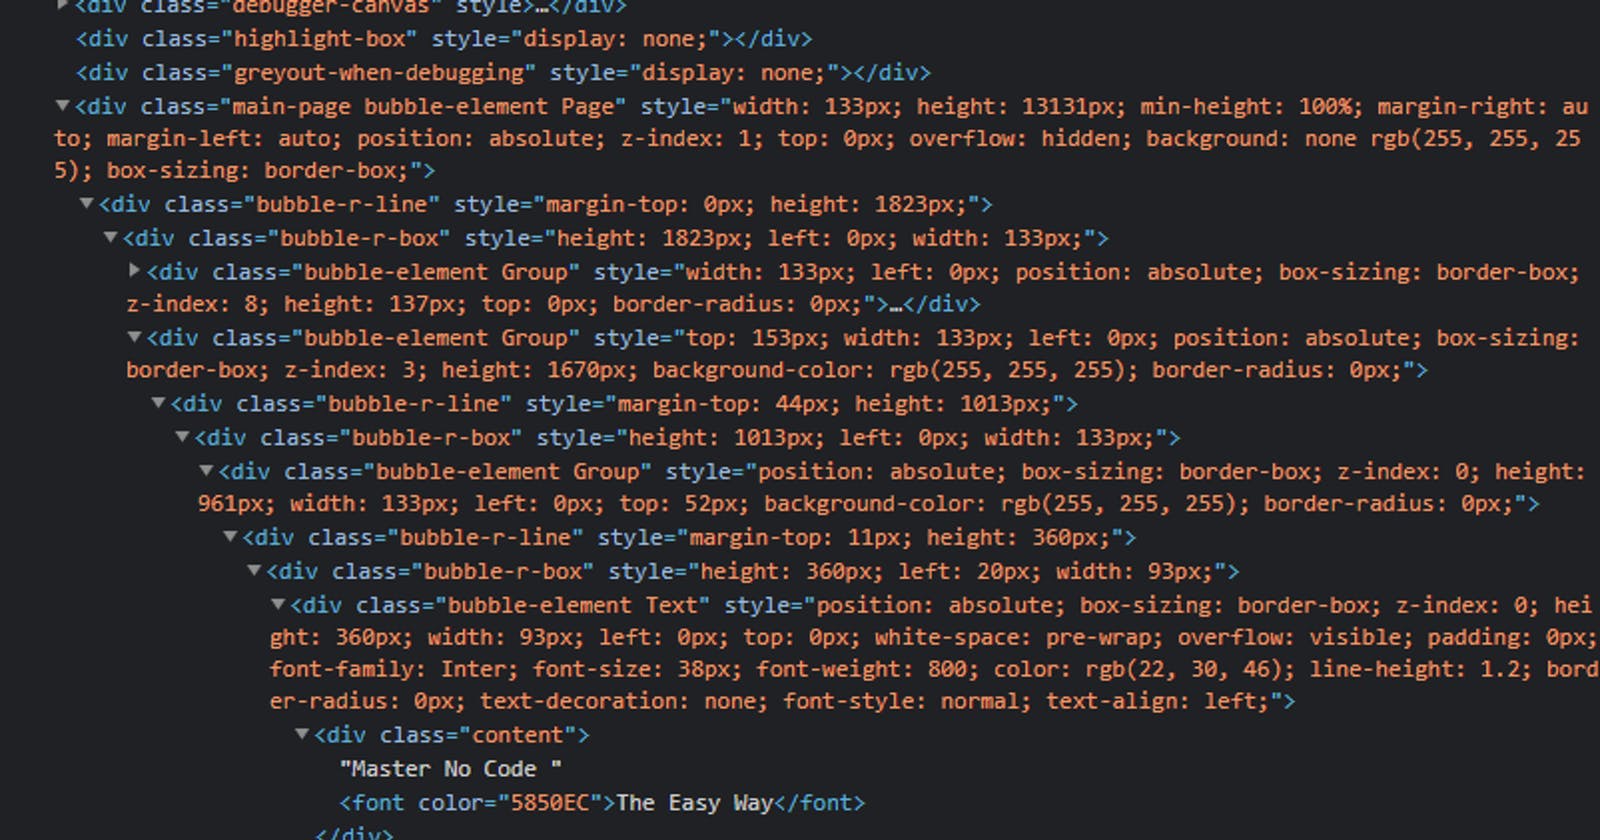 <div class="debugger-canvas" style>…</div>
<div class="highlight-box" style="display: none;"></div>
<div class="greyout-when-debugging" style="display: none;"></div>
<div class="main-page bubble-element Page" style="width: 133px; height: 13131px; min-height: 100%; margin-right: au
to; margin-left: auto; position: absolute; z-index: 1; top: 0px; overflow: hidden; background: none rgb(255, 255, 25
5); box-sizing: border-box;">
<div class="bubble-r-line" style="margin-top: 0px; height: 1823px;">
<div class="bubble-r-box" style="height: 1823px; left: 0px; width: 133px;">
<div class="bubble-element Group" style="width: 133px; left: 0px; position: absolute; box-sizing: border-box;
z-index: 8; height: 137px; top: 0px; border-radius: 0px;">…</div>
<div class="bubble-element Group" style="top: 153px; width: 133px; left: 0px; position: absolute; box-sizing:
border-box; z-index: 3; height: 1670px; background-color: rgb(255, 255, 255); border-radius: 0px;">
<div class="bubble-r-line" style="margin-top: 44px; height: 1013px;">
<div class="bubble-r-box" style="height: 1013px; left: 0px; width: 133px;">
<div class="bubble-element Group" style="position: absolute; box-sizing: border-box; z-index: 0; height:
961px; width: 133px; left: 0px; top: 52px; background-color: rgb(255, 255, 255); border-radius: 0px;">
<div class="bubble-r-line" style="margin-top: 11px; height: 360px;">
<div class="bubble-r-box" style="height: 360px; left: 20px; width: 93px;">
<div class="bubble-element Text" style="position: absolute; box-sizing: border-box; z-index: 0; hei
ght: 360px; width: 93px; left: 0px; top: 0px; white-space: pre-wrap; overflow: visible; padding: 0px;
font-family: Inter; font-size: 38px; font-weight: 800; color: rgb(22, 30, 46); line-height: 1.2; bord
er-radius: 0px; text-decoration: none; font-style: normal; text-align: left;">
<div class="content">
"Master No Code "
<font color="5850EC">The Easy Way</font>
</div>